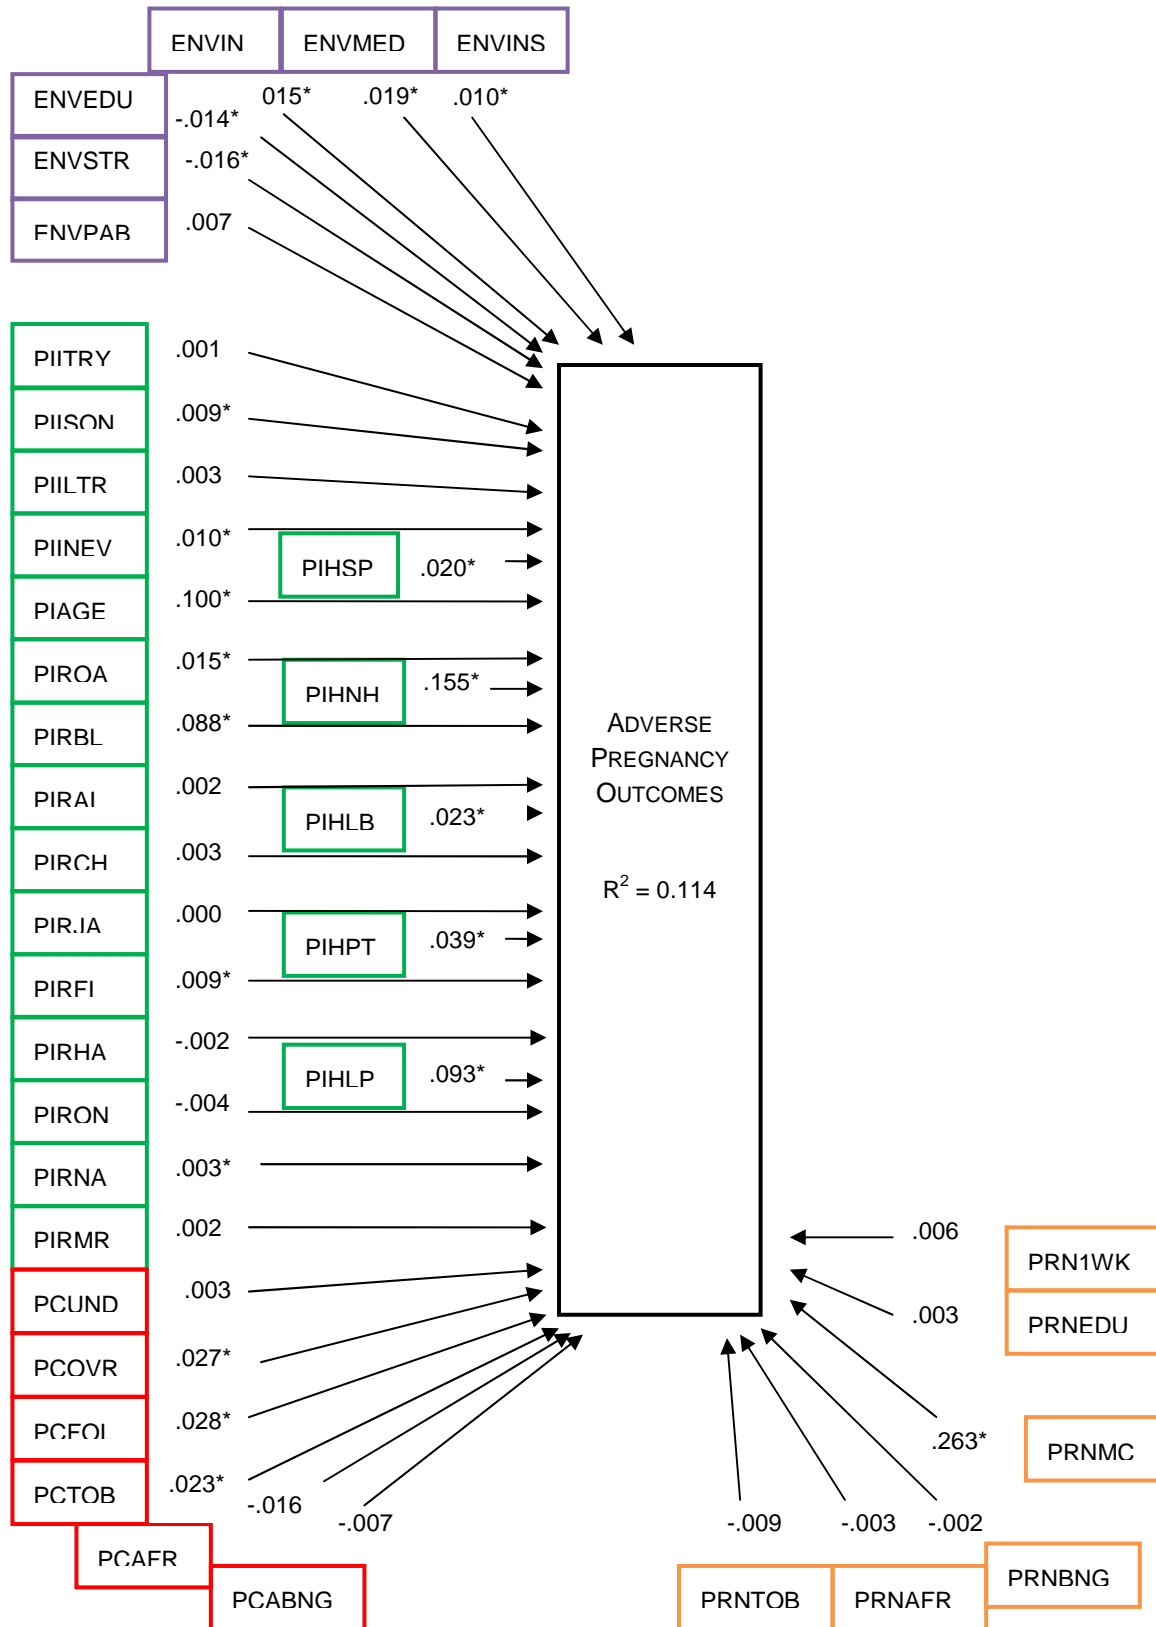 ENVIN ENVMED ENVINS
ENVEDU -.014* 015* .019* .010*
ENVSTR -.016*
ENVPAB .007
PIITRY .001
PIISON .009*
PIILTR .003
PIINEV .010*
PIHSP .020*
PIAGE .100*
PIROA .015*
PIHNH .155*
PIRBL .088*
PIRAI .002
PIHLB .023*
PIRCH .003
PIRJA .000
PIHPT .039*
PIRFI .009*
PIRHA -.002
PIHLP .093*
PIRON -.004
PIRNA .003*
PIRMR .002
ADVERSE
PREGNANCY
OUTCOMES
R² = 0.114
PCUND .003
PCOVR .027*
PCFOL .028*
PCTOB .023* -.016 -.007
PCAFR
PCABNG
.006 PRN1WK
.003 PRNEDU
.263* PRNMC
-.009 -.003 -.002
PRNTOB PRNAFR PRNBNG